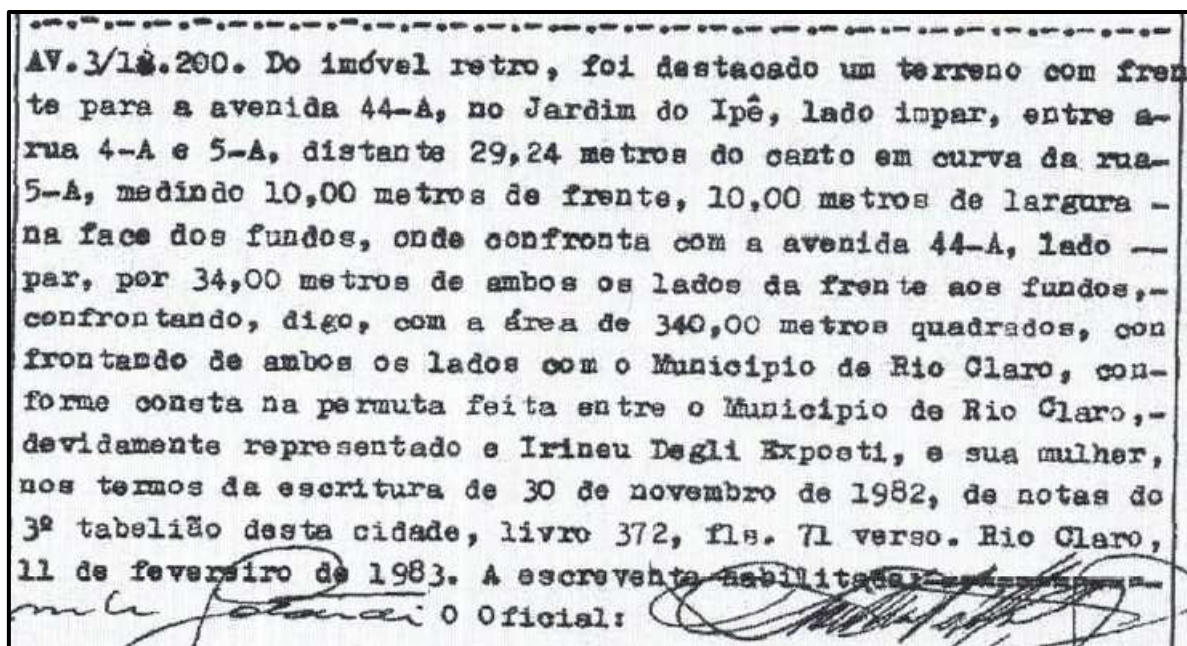 AV.3/18.200. Do imóvel retro, foi destacado um terreno com fren
te para a avenida 44-A, no Jardim do Ipê, lado impar, entre a-
rua 4-A e 5-A, distante 29,24 metros do canto em curva da rua-
5-A, medindo 10,00 metros de frente, 10,00 metros de largura -
na face dos fundos, onde confronta com a avenida 44-A, lado --
par, por 34,00 metros de ambos os lados da frente aos fundos,-
confrontando, digo, com a área de 340,00 metros quadrados, con
frontando de ambos os lados com o Municipio de Rio Claro, con-
forme consta na permuta feita entre o Municipio de Rio Claro,-
devidamente representado e Irineu Degli Exposti, e sua mulher,
nos termos da escritura de 30 de novembro de 1982, de notas do
3º tabelião desta cidade, livro 372, fls. 71 verso. Rio Claro,
11 de fevereiro de 1983. A escrevente habilitada:
O Oficial: